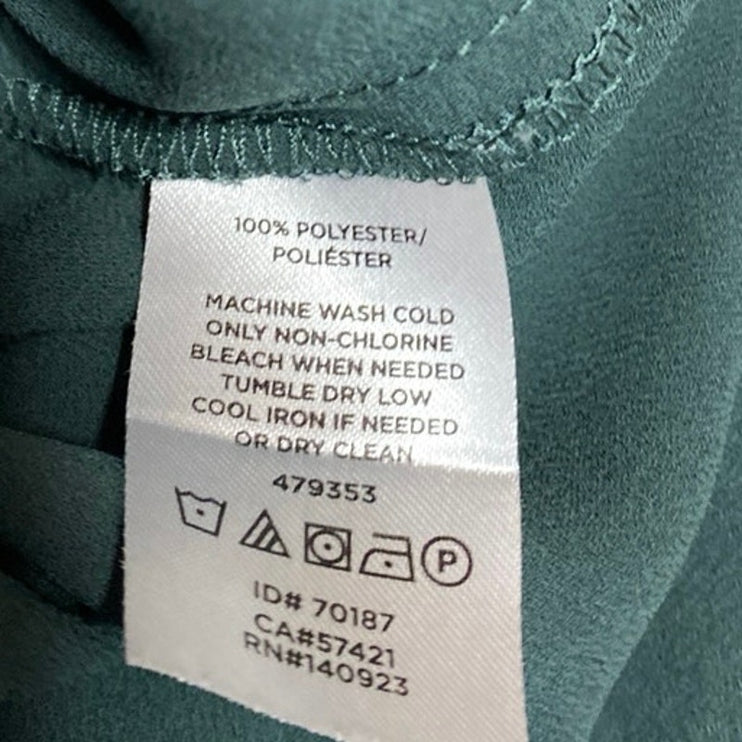 100% POLYESTER/
POLIÉSTER
MACHINE WASH COLD
ONLY NON-CHLORINE
BLEACH WHEN NEEDED
TUMBLE DRY LOW
COOL IRON IF NEEDED
OR DRY CLEAN
479353
P
ID# 70187
CA#57421
RN#140923